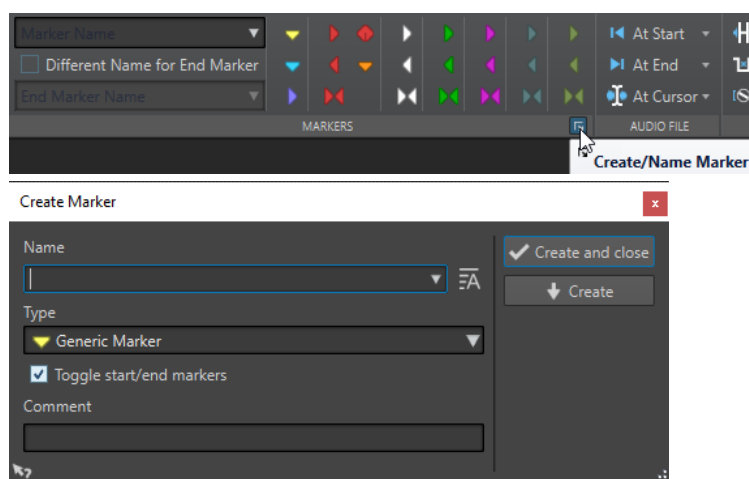 Marker Name
At Start
Different Name for End Marker
At End
End Marker Name
At Cursor
MARKERS
AUDIO FILE
Create/Name Marker
Create Marker
x
Name
Create and close
Create
Type
Generic Marker
Toggle start/end markers
Comment